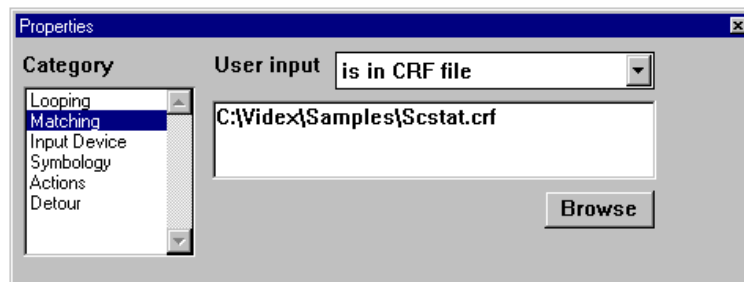 Properties
Category
Looping
Matching
Input Device
Symbology
Actions
Detour
User input
is in CRF file
C:\Videx\Samples\Scstat.crf
Browse